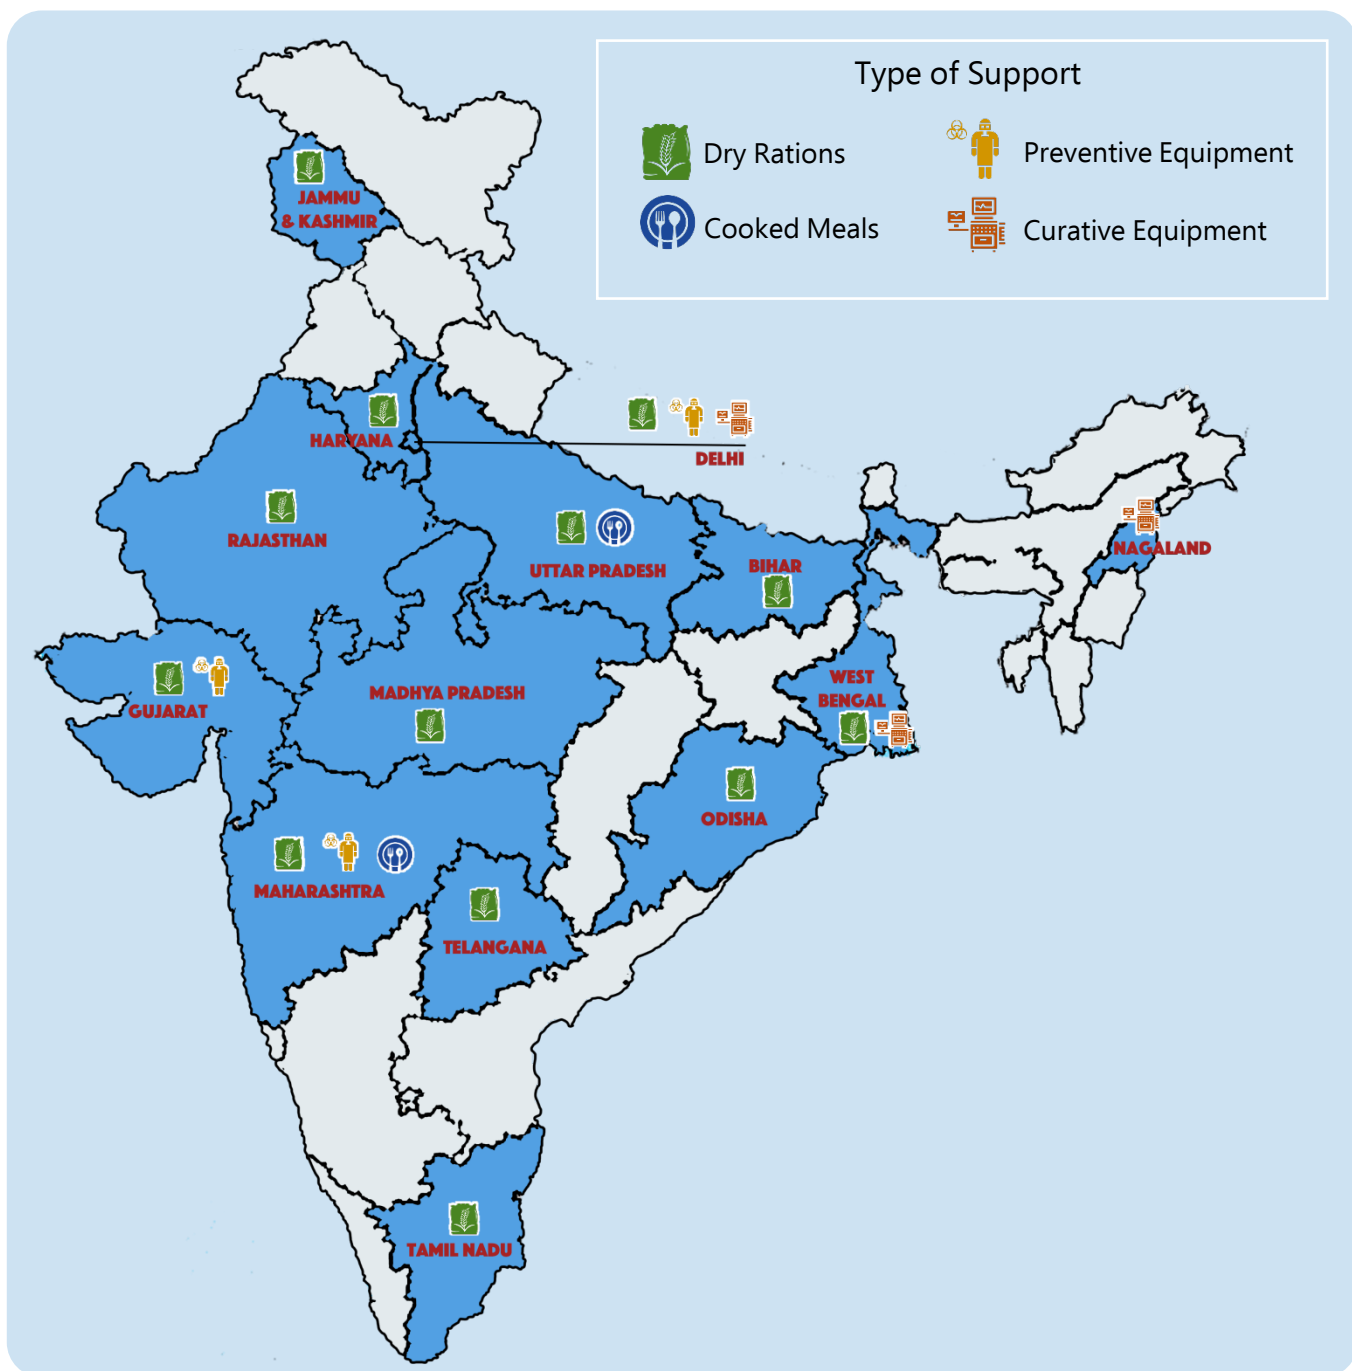 Type of Support
Dry Rations
Preventive Equipment
Cooked Meals
Curative Equipment
JAMMU
& KASHMIR
HARYANA
DELHI
RAJASTHAN
UTTAR PRADESH
BIHAR
NAGALAND
GUJARAT
MADHYA PRADESH
WEST
BENGAL
ODISHA
MAHARASHTRA
TELANGANA
TAMIL NADU